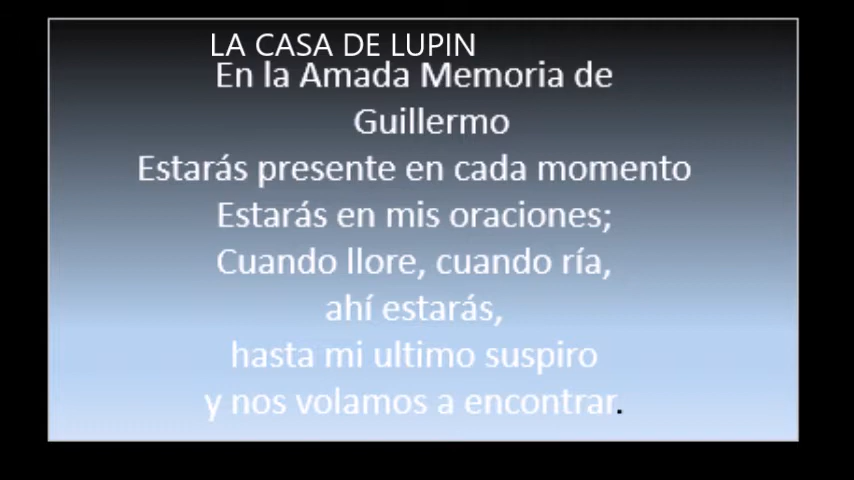 LA CASA DE LUPIN
En la Amada Memoria de
Guillermo
Estarás presente en cada momento
Estarás en mis oraciones;
Cuando llore, cuando ría,
ahí estarás,
hasta mi ultimo suspiro
y nos volamos a encontrar.